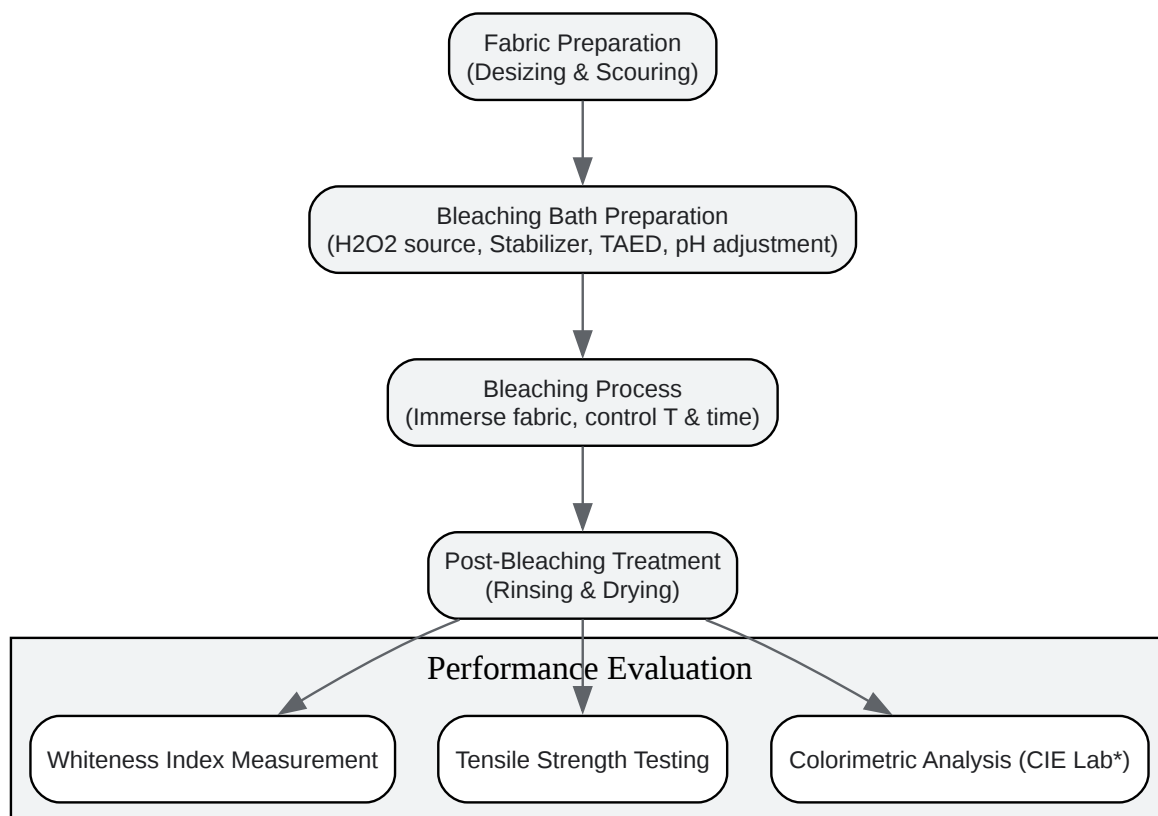 Fabric Preparation
(Desizing & Scouring)
Bleaching Bath Preparation
(H2O2 source, Stabilizer, TAED, pH adjustment)
Bleaching Process
(Immerse fabric, control T & time)
Post-Bleaching Treatment
(Rinsing & Drying)
Performance Evaluation
Whiteness Index Measurement
Tensile Strength Testing
Colorimetric Analysis (CIE Lab*)